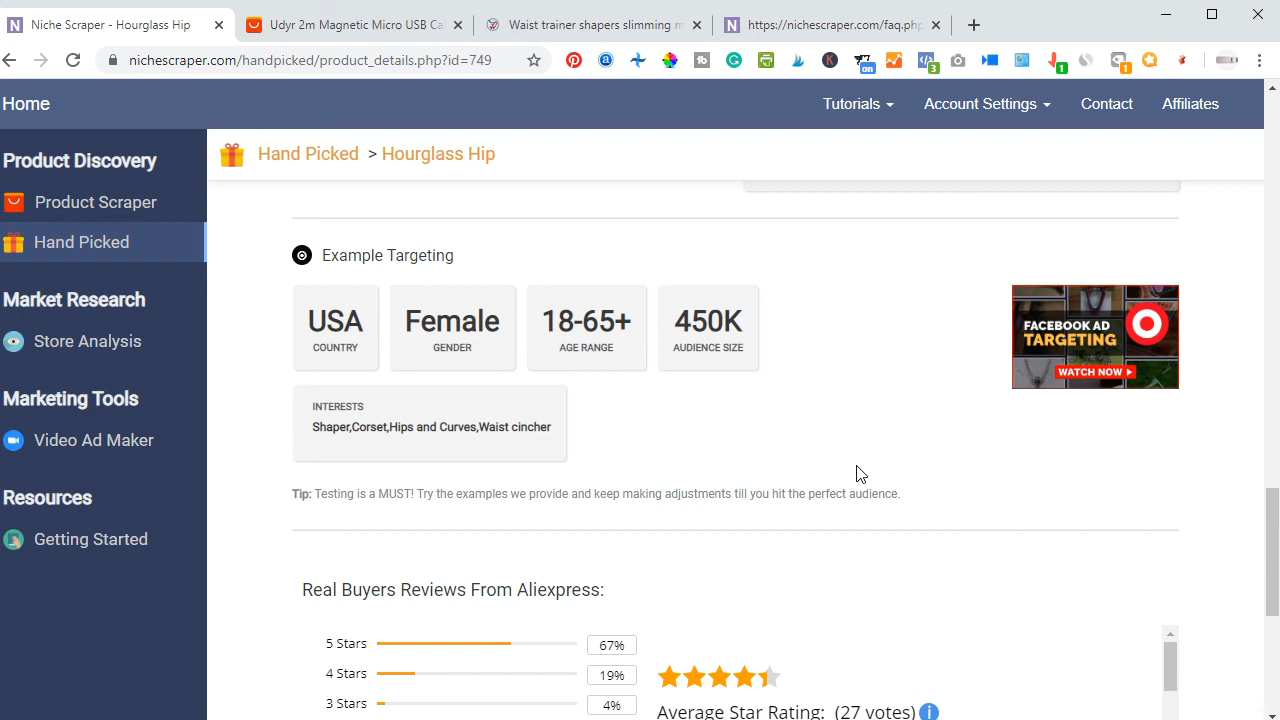 Niche Scraper - Hourglass Hip
Udyr 2m Magnetic Micro USB Ca
Waist trainer shapers slimming m
https://nichescraper.com/faq.php
nichescraper.com/handpicked/product_details.php?id=749
on
3
1
1
Home
Tutorials
Account Settings
Contact
Affiliates
Product Discovery
Product Scraper
Hand Picked
Market Research
Store Analysis
Marketing Tools
Video Ad Maker
Resources
Getting Started
Hand Picked > Hourglass Hip
Example Targeting
USA
COUNTRY
Female
GENDER
18-65+
AGE RANGE
450K
AUDIENCE SIZE
FACEBOOK AD
TARGETING
WATCH NOW
INTERESTS
Shaper,Corset,Hips and Curves,Waist cincher
Tip: Testing is a MUST! Try the examples we provide and keep making adjustments till you hit the perfect audience.
Real Buyers Reviews From Aliexpress:
5 Stars 67%
4 Stars 19%
3 Stars 4%
Average Star Rating: (27 votes)